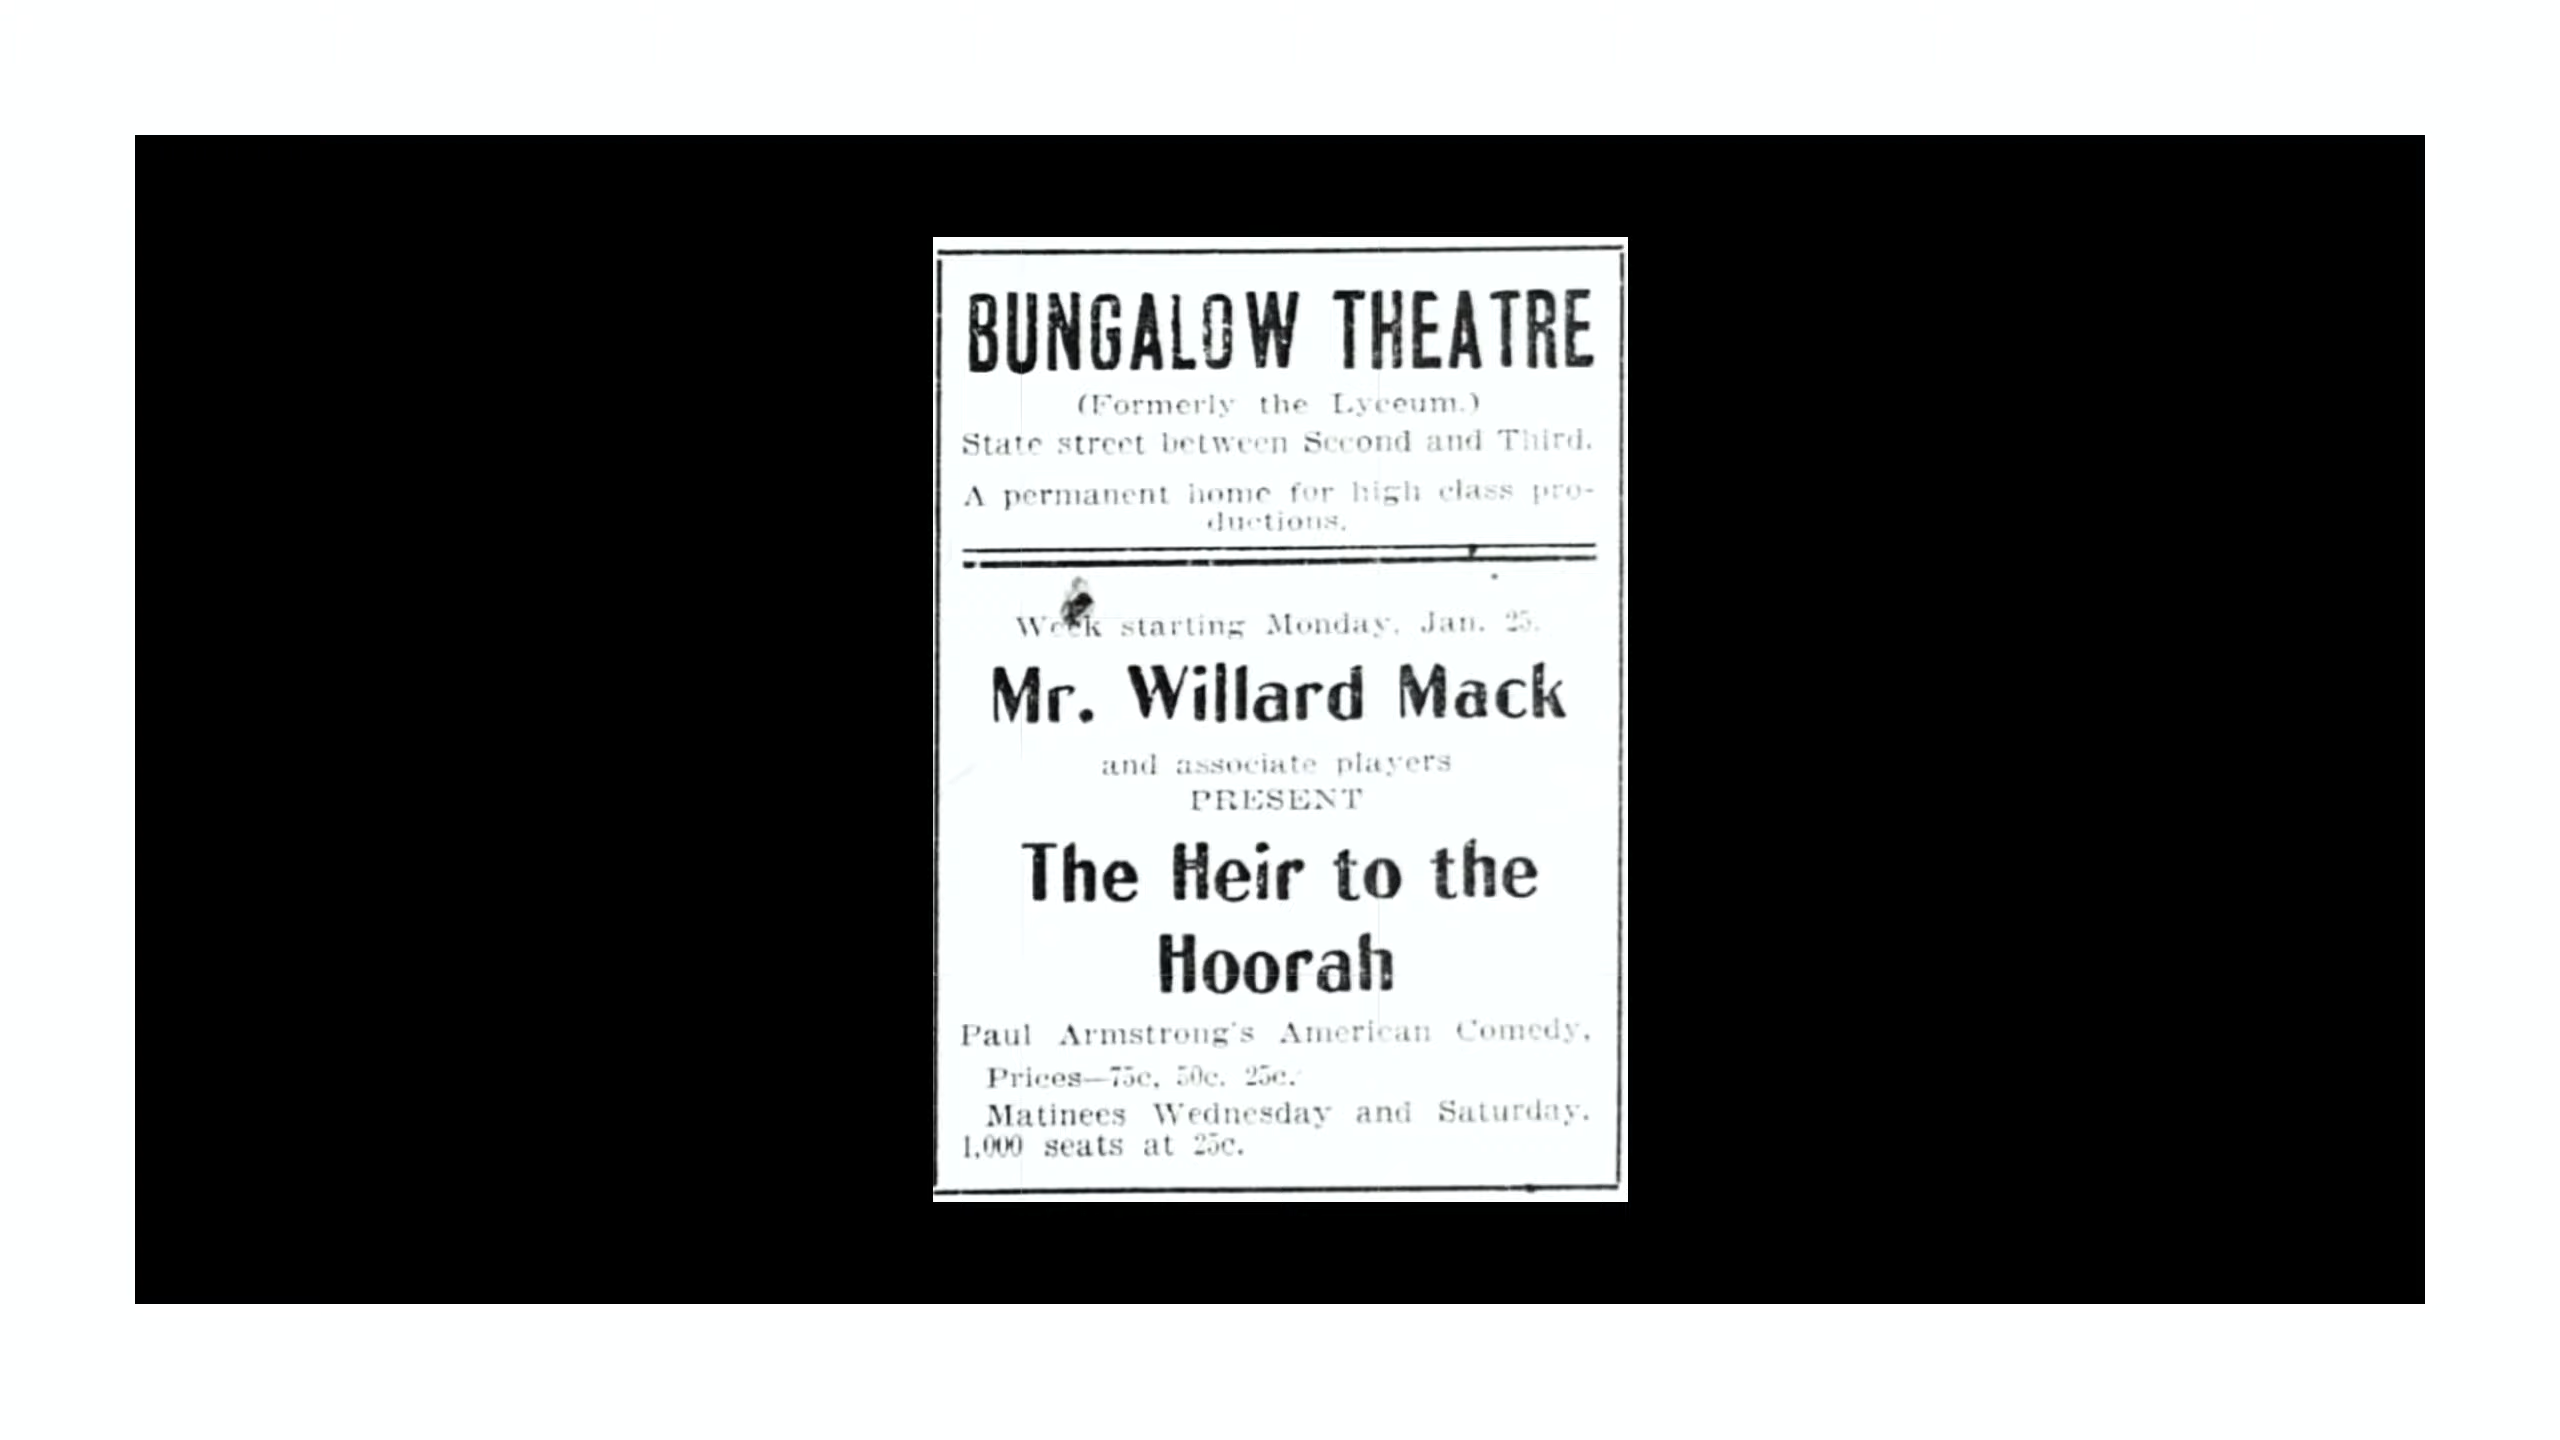 BUNGALOW THEATRE
(Formerly the Lyceum.)
State street between Second and Third.
A permanent home for high class pro-
ductions.
Week starting Monday, Jan. 25.
Mr. Willard Mack
and associate players
PRESENT
The Heir to the
Hoorah
Paul Armstrong's American Comedy,
Prices—75c, 50c. 25c.
Matinees Wednesday and Saturday.
1,000 seats at 25c.